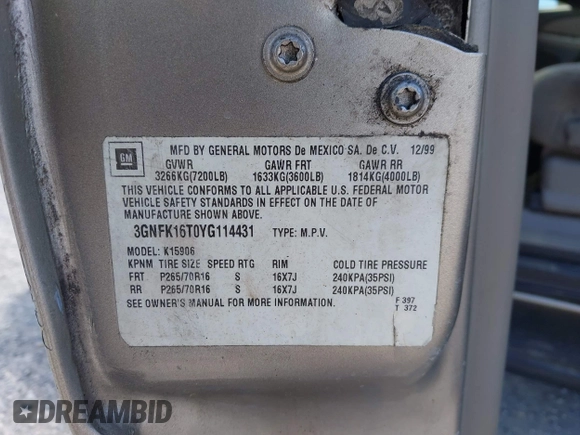 GM
MFD BY GENERAL MOTORS De MEXICO SA. De C.V. 12/99
GVWR GAWR FRT GAWR RR
3266KG(7200LB) 1633KG(3600LB) 1814KG(4000LB)
THIS VEHICLE CONFORMS TO ALL APPLICABLE U.S. FEDERAL MOTOR
VEHICLE SAFETY STANDARDS IN EFFECT ON THE DATE OF
MANUFACTURE SHOWN ABOVE.
3GNFK16T0YG114431 TYPE: M.P.V.
MODEL: K15906
KPNM TIRE SIZE SPEED RTG RIM COLD TIRE PRESSURE
FRT P265/70R16 S 16X7J 240KPA(35PSI)
RR P265/70R16 S 16X7J 240KPA(35PSI)
SEE OWNER'S MANUAL FOR MORE INFORMATION. F 397
T 372
DREAMBID